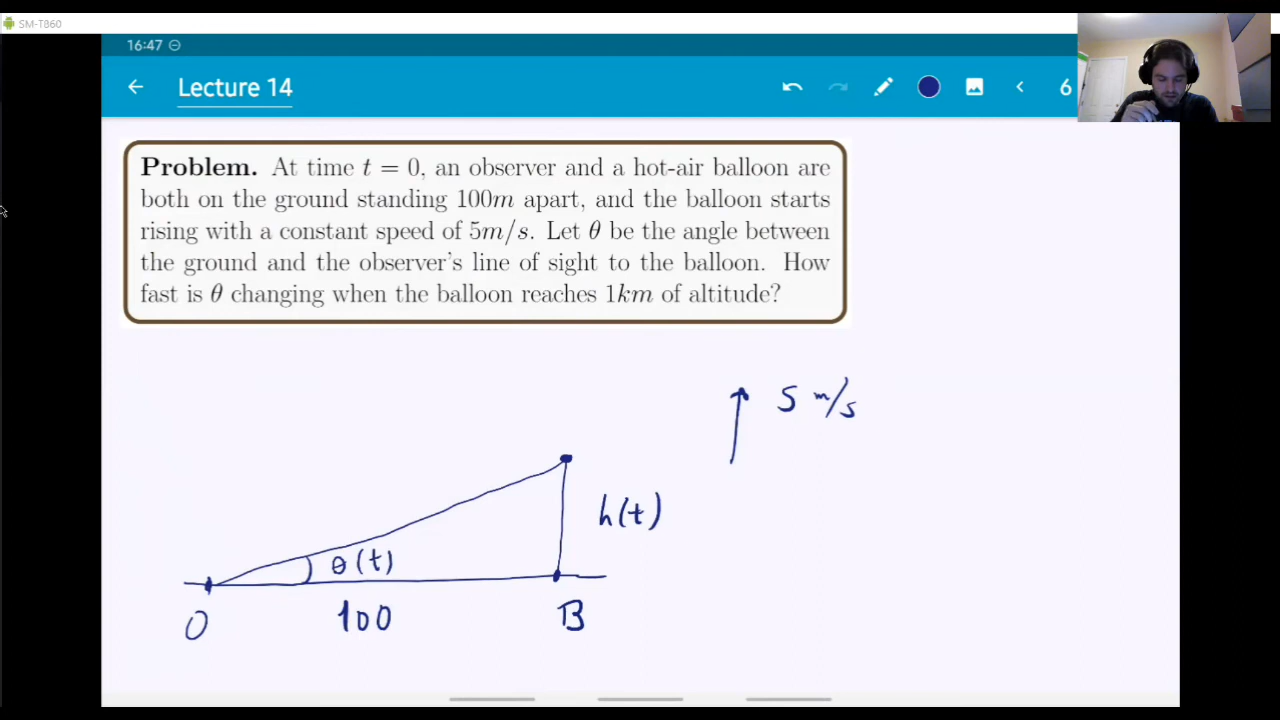 SM-T860
16:47
Lecture 14
6
Problem. At time t = 0, an observer and a hot-air balloon are
both on the ground standing 100m apart, and the balloon starts
rising with a constant speed of 5m/s. Let θ be the angle between
the ground and the observer's line of sight to the balloon. How
fast is θ changing when the balloon reaches 1km of altitude?
5 m/s
h(t)
θ(t)
O 100 B